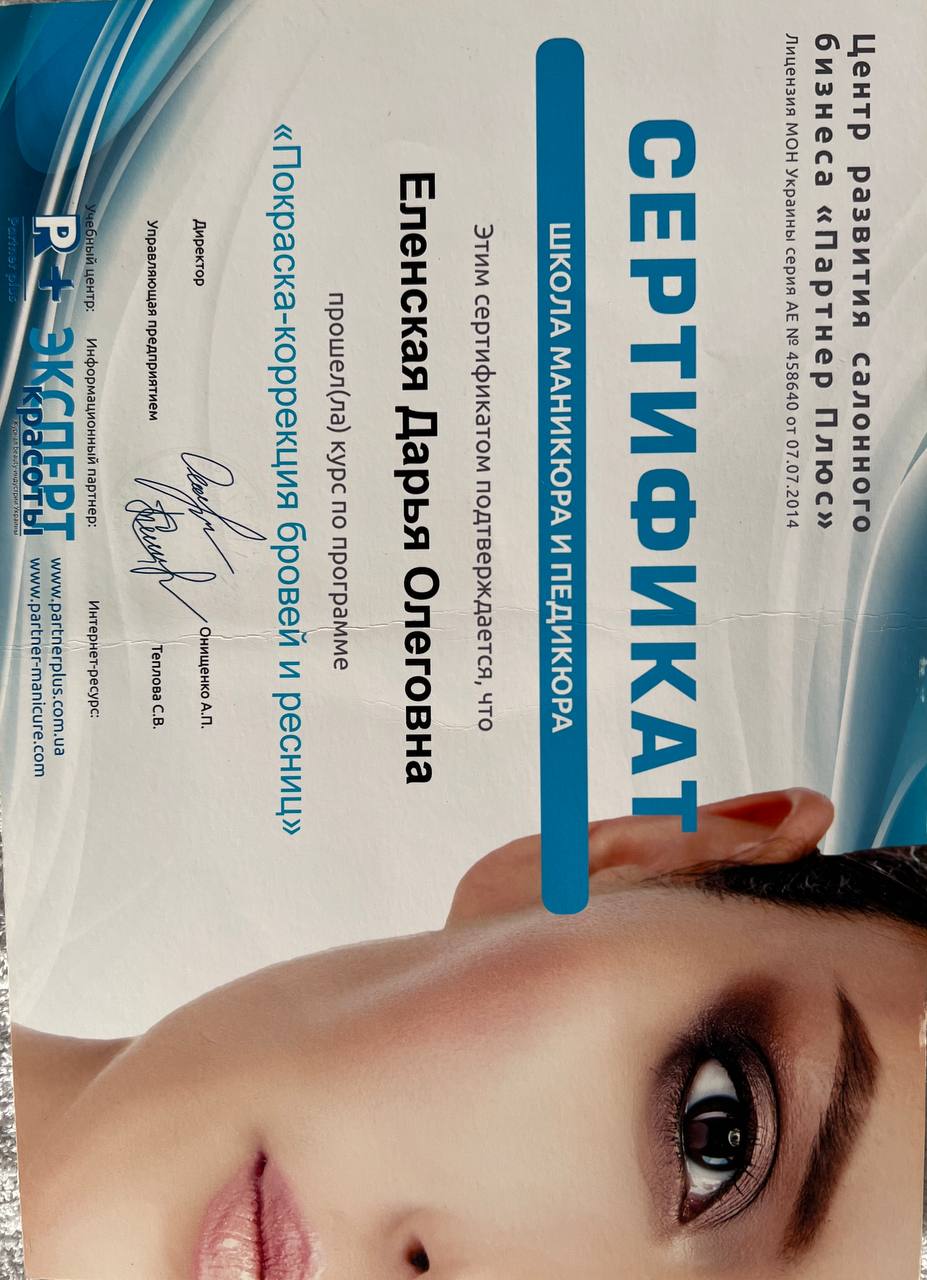 Центр развития салонного
бизнеса «Партнер Плюс»
Лицензия МОН Украины серия АЕ № 458640 от 07.07.2014
СЕРТИФИКАТ
ШКОЛА МАНИКЮРА И ПЕДИКЮРА
Этим сертификатом подтверждается, что
Еленская Дарья Олеговна
прошел(ла) курс по программе
«Покраска-коррекция бровей и ресниц»
Директор Онищенко А.П.
Управляющая предприятием Теплова С.В.
Учебный центр: Информационный партнер: Интернет-ресурс:
R+
Partner plus
ЭКСПЕРТ
красоты
www.partnerplus.com.ua
www.partner-manicure.com